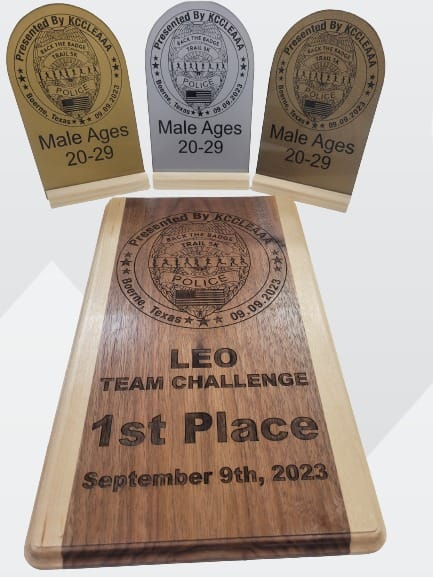 Presented By KCCLEAAA
BACK THE BADGE
TRAIL 5K
POLICE
Boerne, Texas
09.09.2023
Male Ages
20-29
Presented By KCCLEAAA
BACK THE BADGE
TRAIL 5K
POLICE
Boerne, Texas
09.09.2023
Male Ages
20-29
Presented By KCCLEAAA
BACK THE BADGE
TRAIL 5K
POLICE
Boerne, Texas
09.09.2023
Male Ages
20-29
Presented By KCCLEAAA
BACK THE BADGE
TRAIL 5K
POLICE
Boerne, Texas
09.09.2023
LEO
TEAM CHALLENGE
1st Place
September 9th, 2023